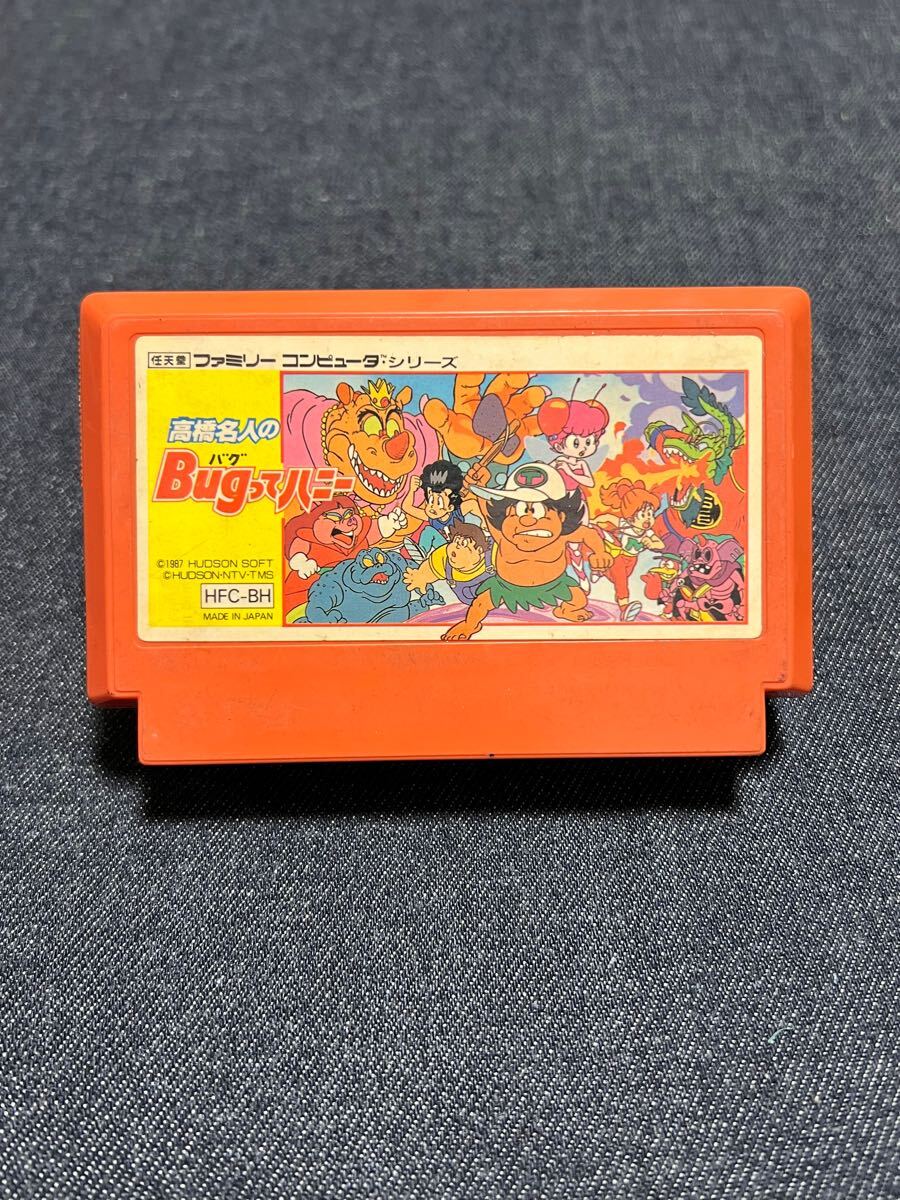 任天堂 ファミリー コンピュータ™シリーズ
高橋名人の
バグ
Bugってハニー
©1987 HUDSON SOFT
©HUDSON·NTV·TMS
HFC-BH
MADE IN JAPAN
T